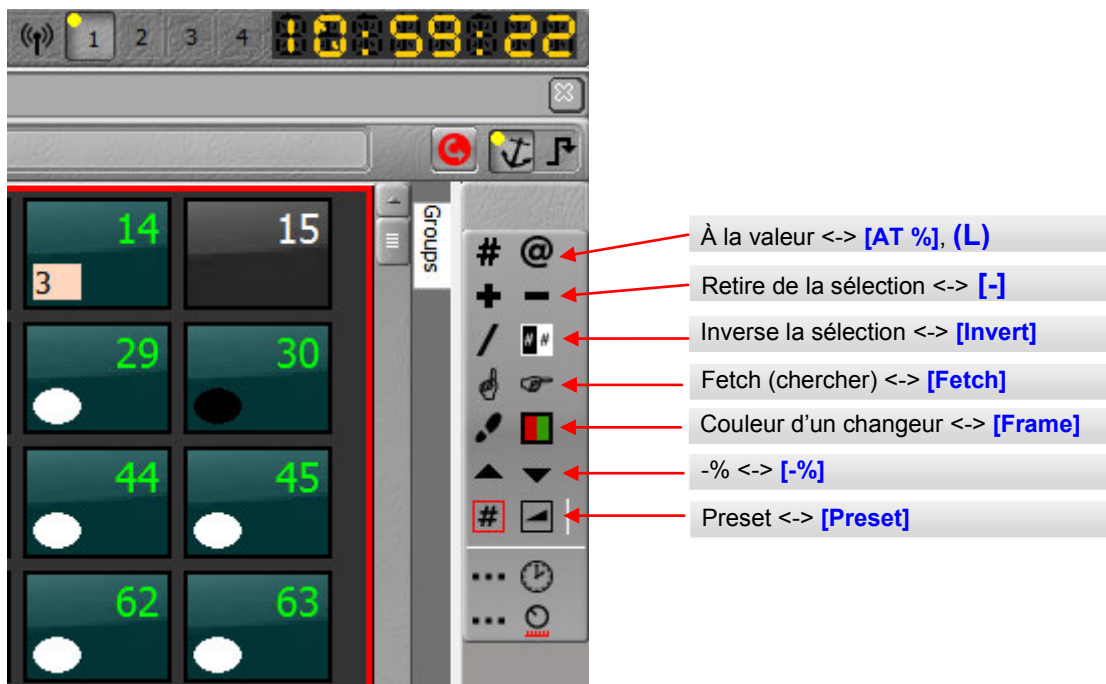 1 2 3 4 18:59:22
14 15
3
Groups
# @
29 30
44 45
#
62 63
À la valeur <-> [AT %], (L)
Retire de la sélection <-> [-]
Inverse la sélection <-> [Invert]
Fetch (chercher) <-> [Fetch]
Couleur d'un changeur <-> [Frame]
-% <-> [-%]
Preset <-> [Preset]